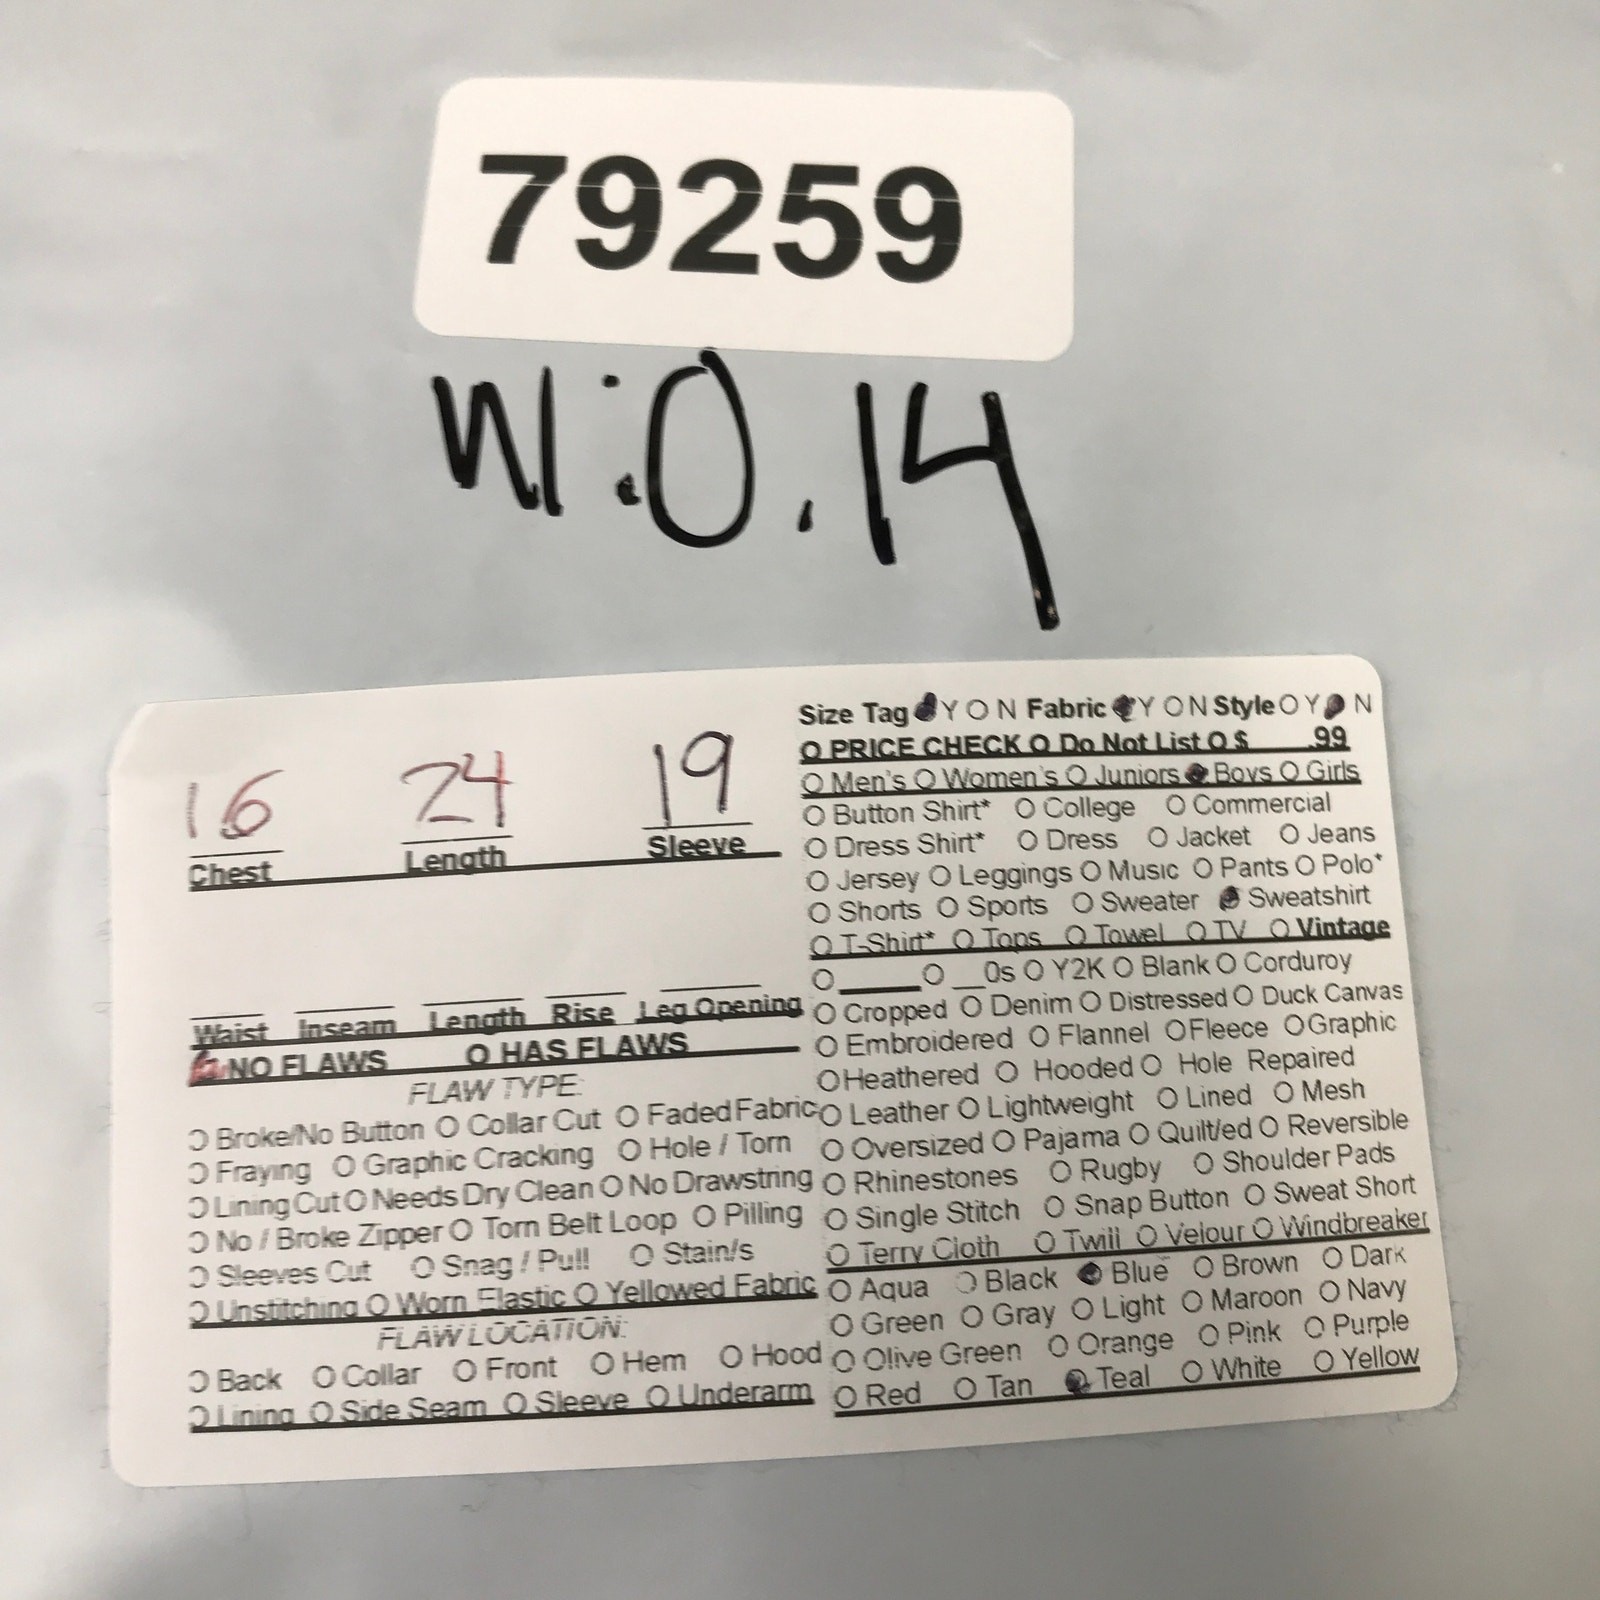 79259
W:0.14
16 24 19
Chest Length Sleeve
Waist Inseam Length Rise Leg Opening
NO FLAWS O HAS FLAWS
FLAW TYPE:
O Broke/No Button O Collar Cut O Faded Fabric
O Fraying O Graphic Cracking O Hole / Torn
O Lining Cut O Needs Dry Clean O No Drawstring
O No / Broke Zipper O Torn Belt Loop O Pilling
O Sleeves Cut O Snag / Pull O Stain/s
O Unstitching O Worn Elastic O Yellowed Fabric
FLAW LOCATION:
O Back O Collar O Front O Hem O Hood
O Lining O Side Seam O Sleeve O Underarm
Size Tag Y O N Fabric Y O N Style O Y N
O PRICE CHECK O Do Not List O $ .99
O Men's O Women's O Juniors Boys O Girls
O Button Shirt* O College O Commercial
O Dress Shirt* O Dress O Jacket O Jeans
O Jersey O Leggings O Music O Pants O Polo*
O Shorts O Sports O Sweater Sweatshirt
O T-Shirt* O Tops O Towel O TV O Vintage
O ____ O __0s O Y2K O Blank O Corduroy
O Cropped O Denim O Distressed O Duck Canvas
O Embroidered O Flannel O Fleece O Graphic
O Heathered O Hooded O Hole Repaired
O Leather O Lightweight O Lined O Mesh
O Oversized O Pajama O Quilt/ed O Reversible
O Rhinestones O Rugby O Shoulder Pads
O Single Stitch O Snap Button O Sweat Short
O Terry Cloth O Twill O Velour O Windbreaker
O Aqua O Black Blue O Brown O Dark
O Green O Gray O Light O Maroon O Navy
O Olive Green O Orange O Pink O Purple
O Red O Tan Teal O White O Yellow